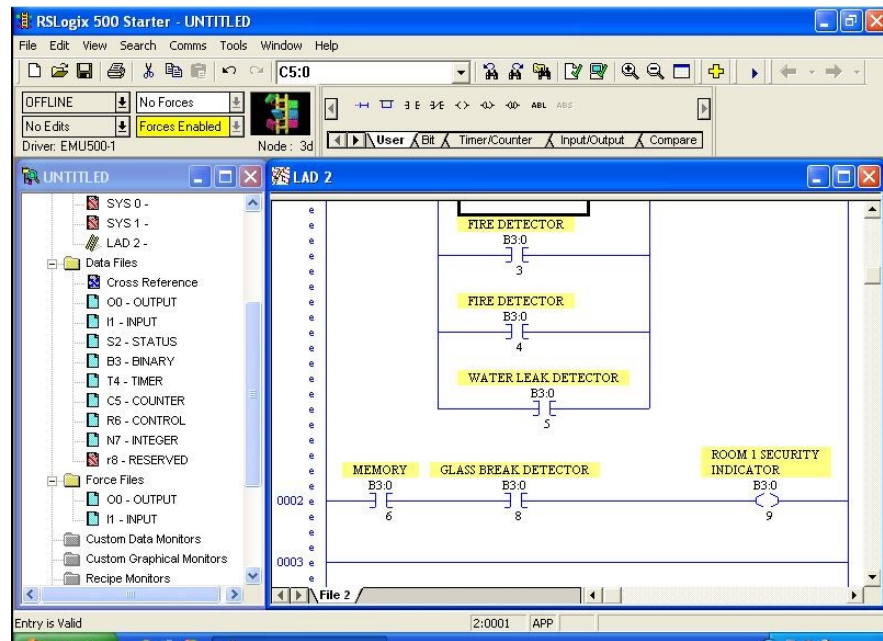 RSLogix 500 Starter - UNTITLED
File Edit View Search Comms Tools Window Help
C5:0
OFFLINE No Forces
No Edits Forces Enabled
Driver: EMU500-1 Node: 3d
ABL ABS
User Bit Timer/Counter Input/Output Compare
UNTITLED
SYS 0 -
SYS 1 -
LAD 2 -
Data Files
Cross Reference
O0 - OUTPUT
I1 - INPUT
S2 - STATUS
B3 - BINARY
T4 - TIMER
C5 - COUNTER
R6 - CONTROL
N7 - INTEGER
r8 - RESERVED
Force Files
O0 - OUTPUT
I1 - INPUT
Custom Data Monitors
Custom Graphical Monitors
Recipe Monitors
LAD 2
e
e
FIRE DETECTOR
e
B3:0
e
e
3
e
e
FIRE DETECTOR
e
B3:0
e
e
4
e
e
WATER LEAK DETECTOR
e
B3:0
e
e
5
e
e
ROOM 1 SECURITY
MEMORY GLASS BREAK DETECTOR INDICATOR
e
B3:0 B3:0 B3:0
0002 e
6 8 9
e
e
e
0003 e
e
File 2
Entry is Valid 2:0001 APP